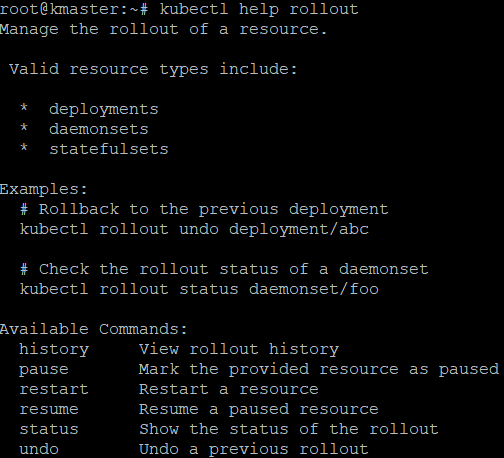 root@kmaster:~# kubectl help rollout
Manage the rollout of a resource.

 Valid resource types include:

  *  deployments
  *  daemonsets
  *  statefulsets

Examples:
  # Rollback to the previous deployment
  kubectl rollout undo deployment/abc

  # Check the rollout status of a daemonset
  kubectl rollout status daemonset/foo

Available Commands:
  history     View rollout history
  pause       Mark the provided resource as paused
  restart     Restart a resource
  resume      Resume a paused resource
  status      Show the status of the rollout
  undo        Undo a previous rollout